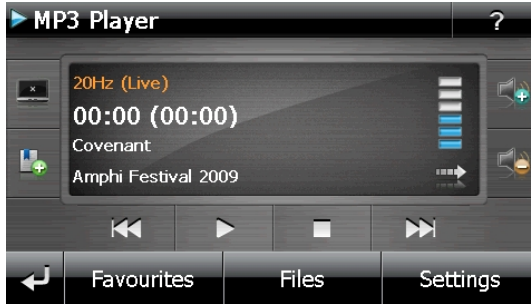 MP3 Player
?
20Hz (Live)
00:00 (00:00)
Covenant
Amphi Festival 2009
Favourites
Files
Settings